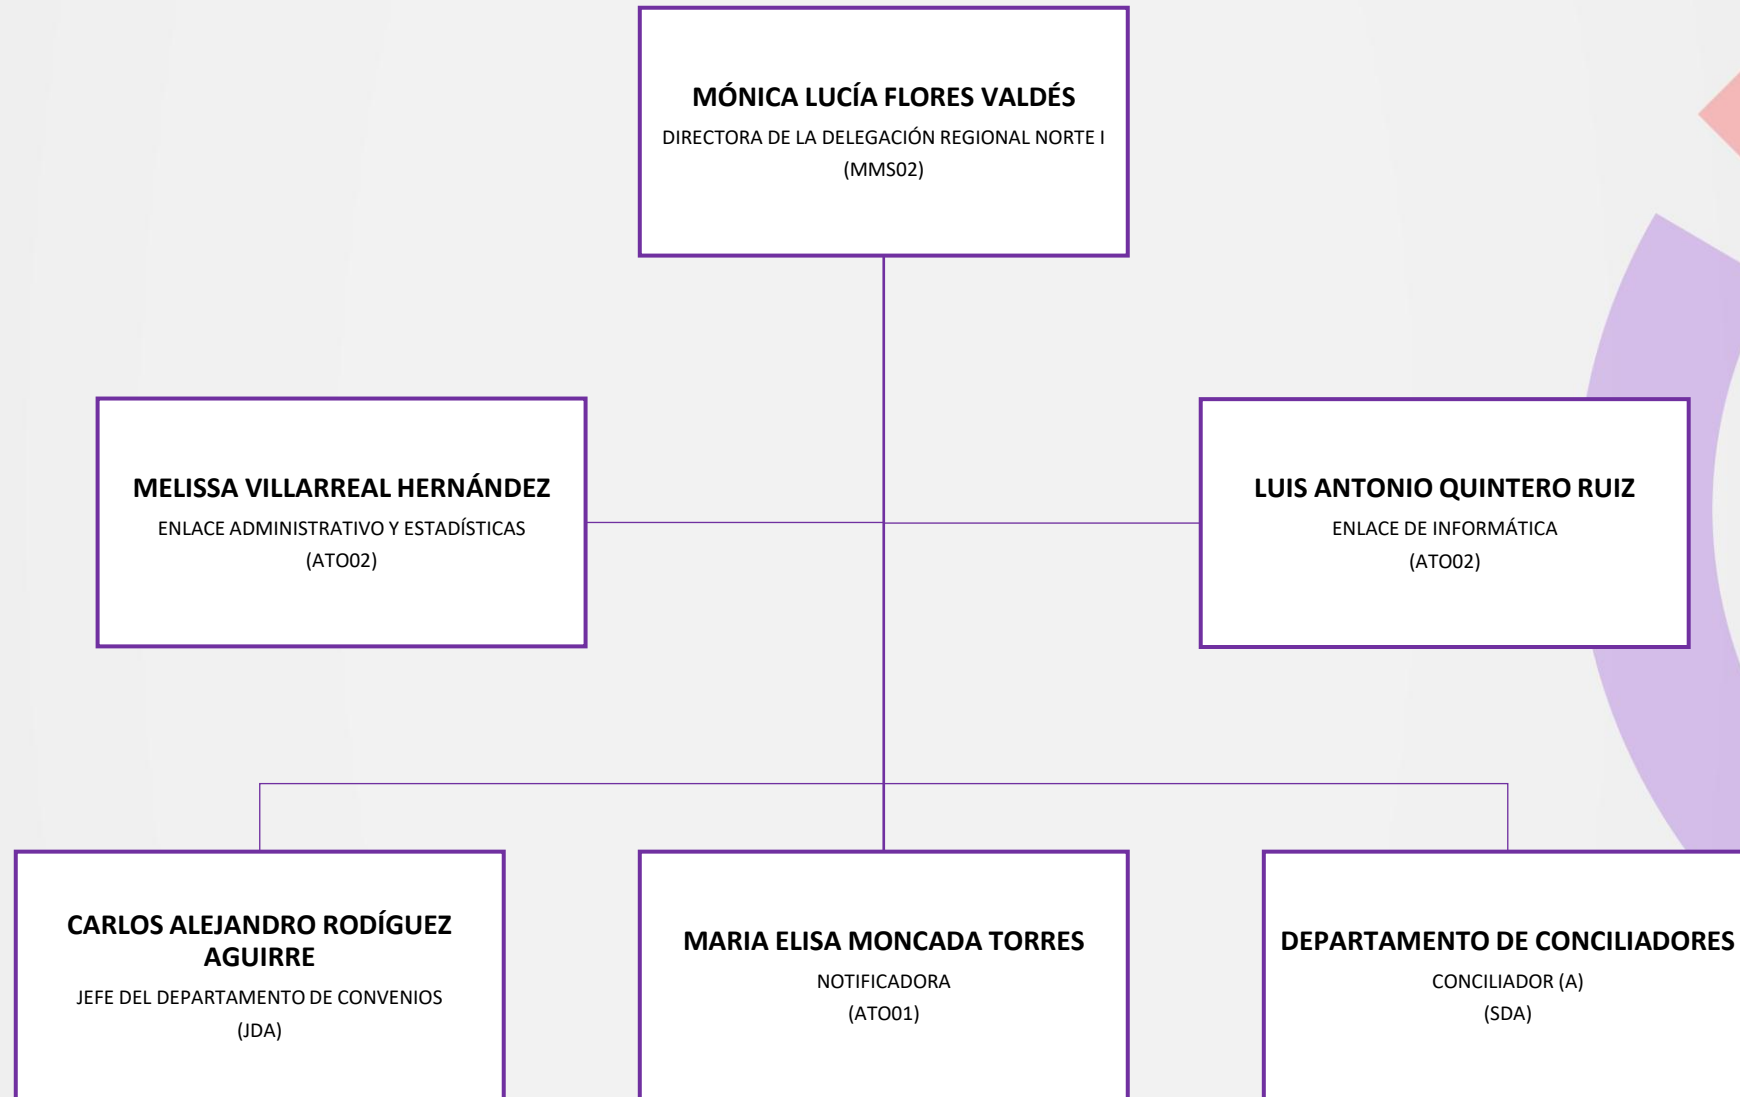 MÓNICA LUCÍA FLORES VALDÉS
DIRECTORA DE LA DELEGACIÓN REGIONAL NORTE I
(MMS02)
MELISSA VILLARREAL HERNÁNDEZ
ENLACE ADMINISTRATIVO Y ESTADÍSTICAS
(ATO02)
LUIS ANTONIO QUINTERO RUIZ
ENLACE DE INFORMÁTICA
(ATO02)
CARLOS ALEJANDRO RODÍGUEZ
AGUIRRE
JEFE DEL DEPARTAMENTO DE CONVENIOS
(JDA)
MARIA ELISA MONCADA TORRES
NOTIFICADORA
(ATO01)
DEPARTAMENTO DE CONCILIADORES
CONCILIADOR (A)
(SDA)